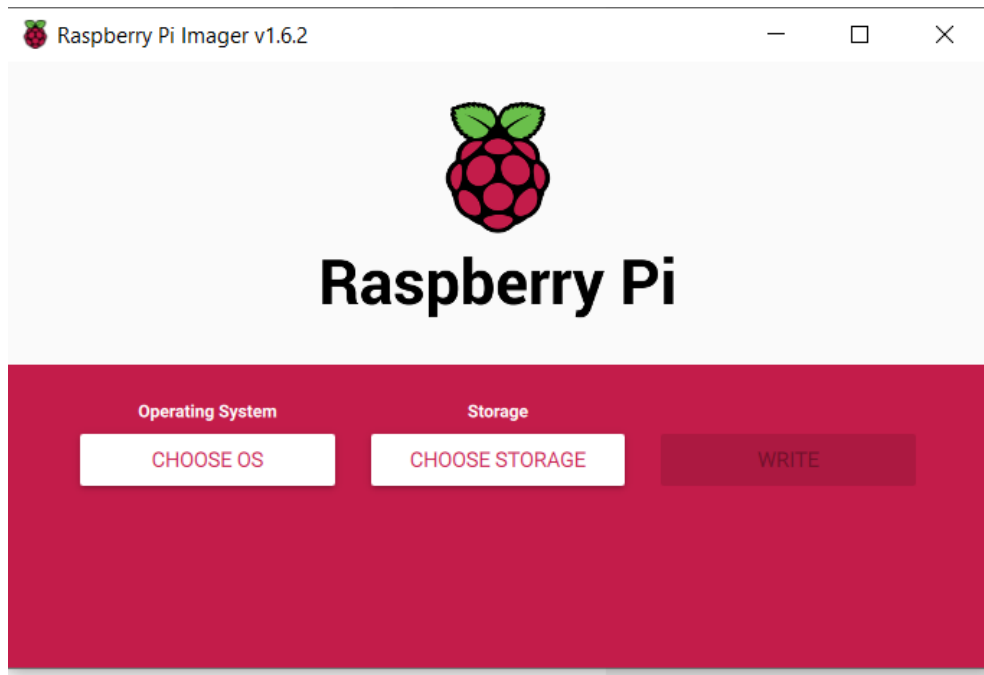 Raspberry Pi Imager v1.6.2
Raspberry Pi
Operating System
Storage
CHOOSE OS
CHOOSE STORAGE
WRITE